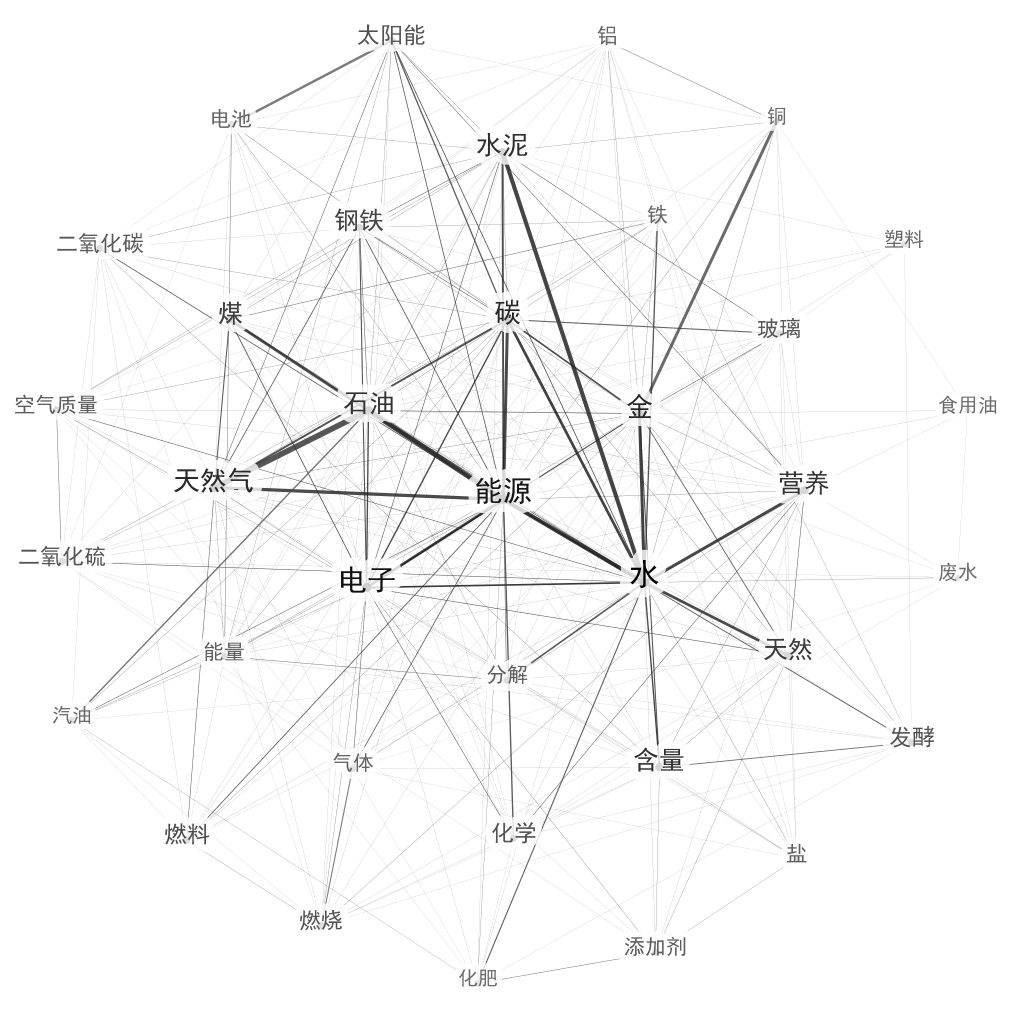 太阳能
铝
电池
铜
水泥
钢铁
铁
二氧化碳
塑料
煤
碳
玻璃
空气质量
石油
金
食用油
天然气
能源
营养
二氧化硫
电子
水
废水
能量
分解
天然
汽油
气体
含量
发酵
燃料
化学
盐
燃烧
添加剂
化肥